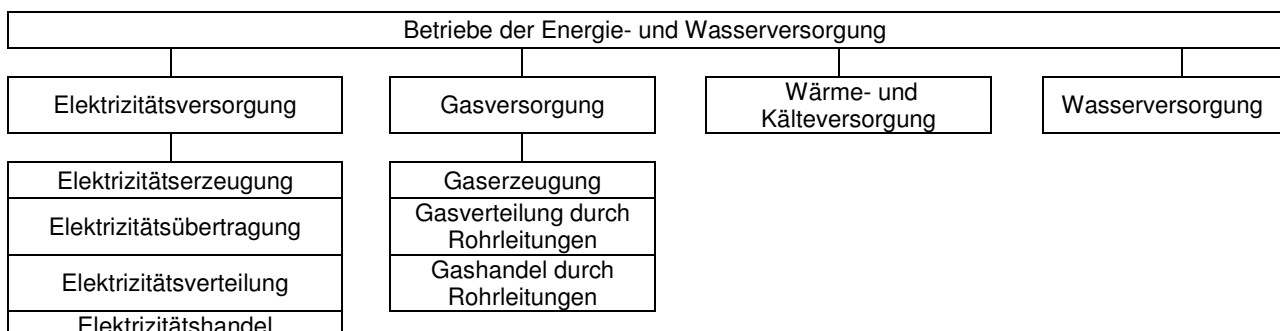 Betriebe der Energie- und Wasserversorgung
Elektrizitätsversorgung
Gasversorgung
Wärme- und
Kälteversorgung
Wasserversorgung
Elektrizitätserzeugung
Elektrizitätsübertragung
Elektrizitätsverteilung
Elektrizitätshandel
Gaserzeugung
Gasverteilung durch
Rohrleitungen
Gashandel durch
Rohrleitungen